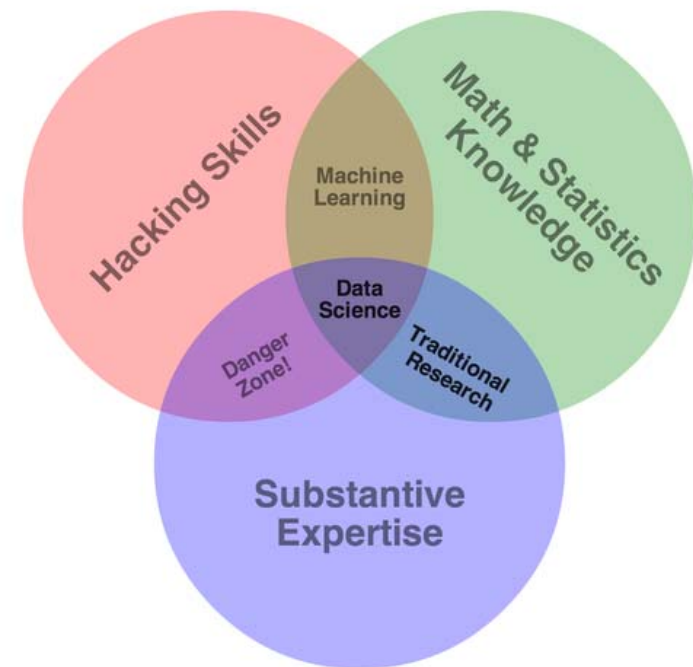 Hacking Skills
Math & Statistics
Knowledge
Machine
Learning
Data
Science
Danger
Zone!
Traditional
Research
Substantive
Expertise